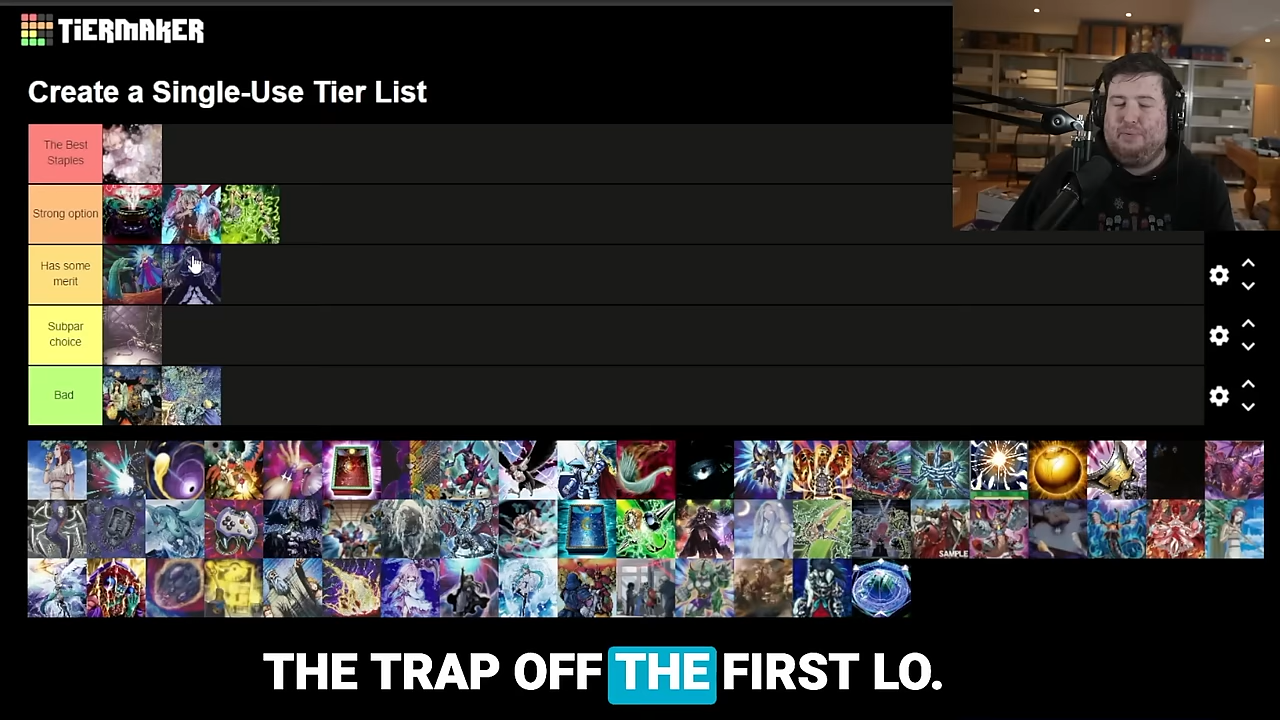 TiERMAKER
Create a Single-Use Tier List
The Best
Staples
Strong option
Has some
merit
Subpar
choice
Bad
SAMPLE
THE TRAP OFF THE FIRST LO.